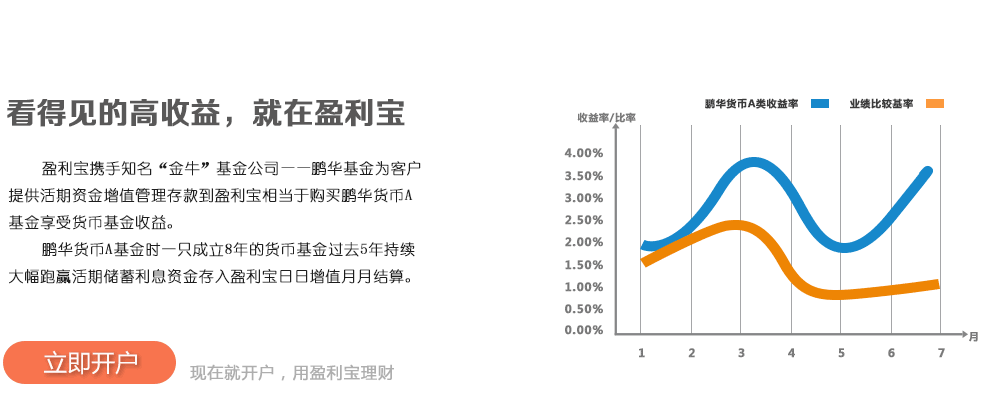 看得见的高收益，就在盈利宝
盈利宝携手知名“金牛”基金公司一一鹏华基金为客户
提供活期资金增值管理存款到盈利宝相当于购买鹏华货币A
基金享受货币基金收益。
鹏华货币A基金时一只成立8年的货币基金过去5年持续
大幅跑赢活期储蓄利息资金存入盈利宝日日增值月月结算。
立即开户
现在就开户，用盈利宝理财
鹏华货币A类收益率 业绩比较基率
收益率/比率
4.00%
3.50%
3.00%
2.50%
2.00%
1.50%
1.00%
0.50%
0.00%
1 2 3 4 5 6 7
月